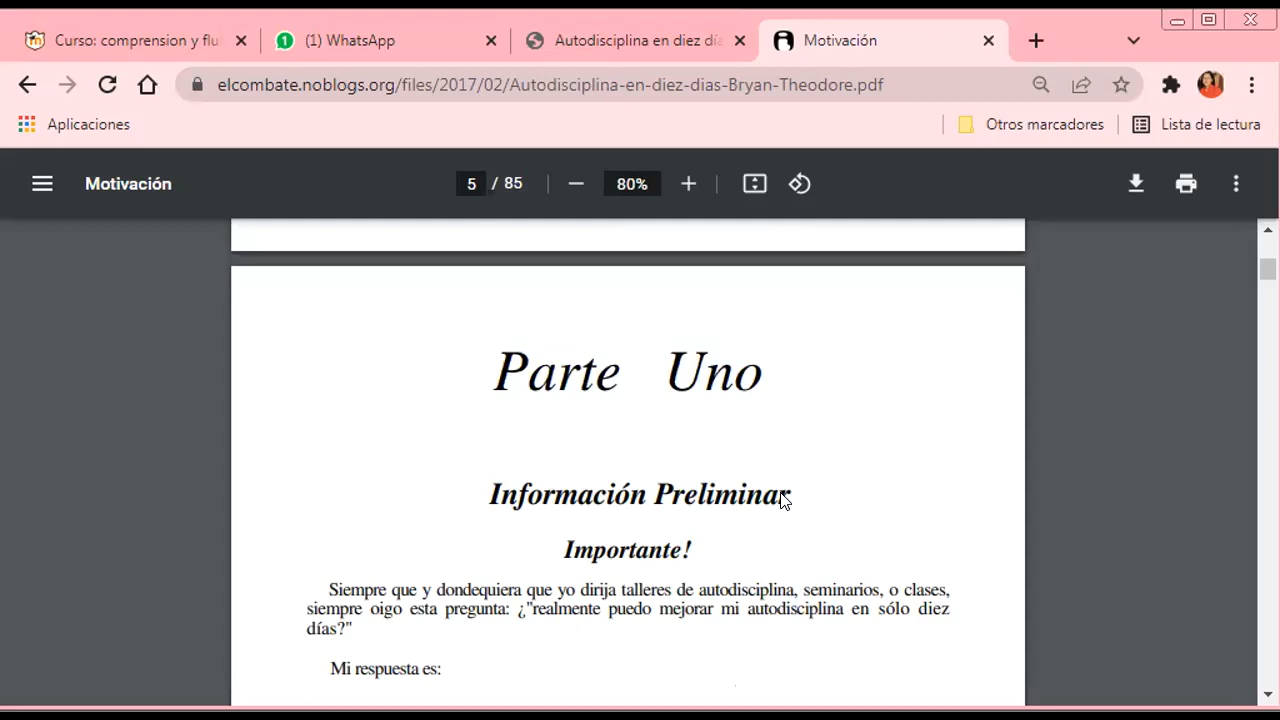 Curso: comprension y flu
(1) WhatsApp
Autodisciplina en diez día
Motivación
elcombate.noblogs.org/files/2017/02/Autodisciplina-en-diez-dias-Bryan-Theodore.pdf
Aplicaciones
Otros marcadores
Lista de lectura
Motivación
5 / 85
80%
Parte Uno
Información Preliminar
Importante!
Siempre que y dondequiera que yo dirija talleres de autodisciplina, seminarios, o clases,
siempre oigo esta pregunta: ¿"realmente puedo mejorar mi autodisciplina en sólo diez
días?"
Mi respuesta es: